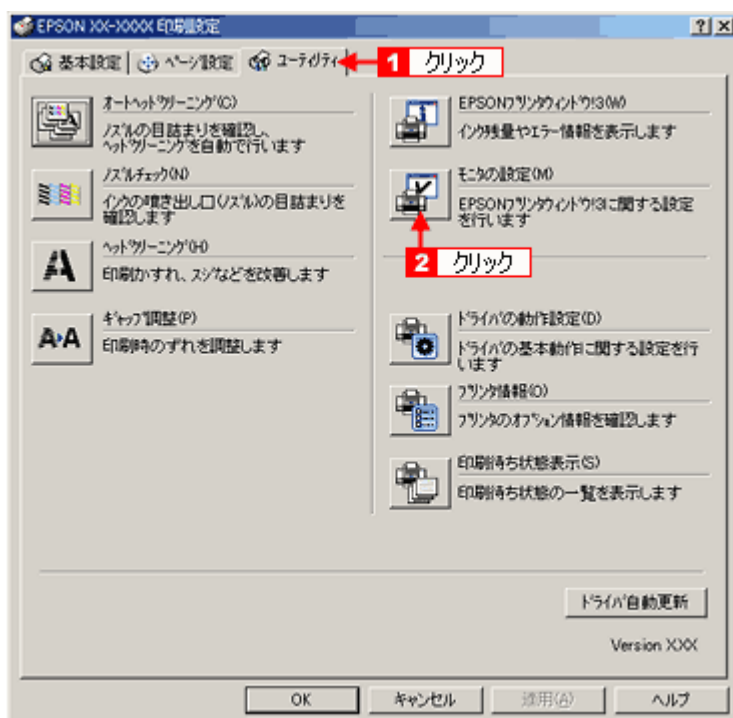 EPSON XX-XXXX 印刷設定
基本設定
ページ設定
ユーティリティ
1 クリック
オートヘッドクリーニング(C)
ノズルの目詰まりを確認し、
ヘッドクリーニングを自動で行います
ノズルチェック(N)
インクの噴き出し口(ノズル)の目詰まりを
確認します
ヘッドクリーニング(H)
印刷かすれ、スジなどを改善します
ギャップ調整(P)
印刷時のずれを調整します
EPSONプリンタウィンドウ!3(W)
インク残量やエラー情報を表示します
モニタの設定(M)
EPSONプリンタウィンドウ!3に関する設定
を行います
2 クリック
ドライバの動作設定(D)
ドライバの基本動作に関する設定を行
います
プリンタ情報(O)
プリンタのオプション情報を確認します
印刷待ち状態表示(S)
印刷待ち状態の一覧を表示します
ドライバ自動更新
Version XXX
OK
キャンセル
適用(A)
ヘルプ